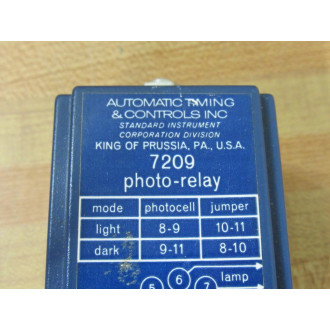 AUTOMATIC TIMING
& CONTROLS INC
STANDARD INSTRUMENT
CORPORATION DIVISION
KING OF PRUSSIA, PA., U.S.A.
7209
photo-relay
mode photocell jumper
light 8-9 10-11
dark 9-11 8-10
lamp
5 6 7